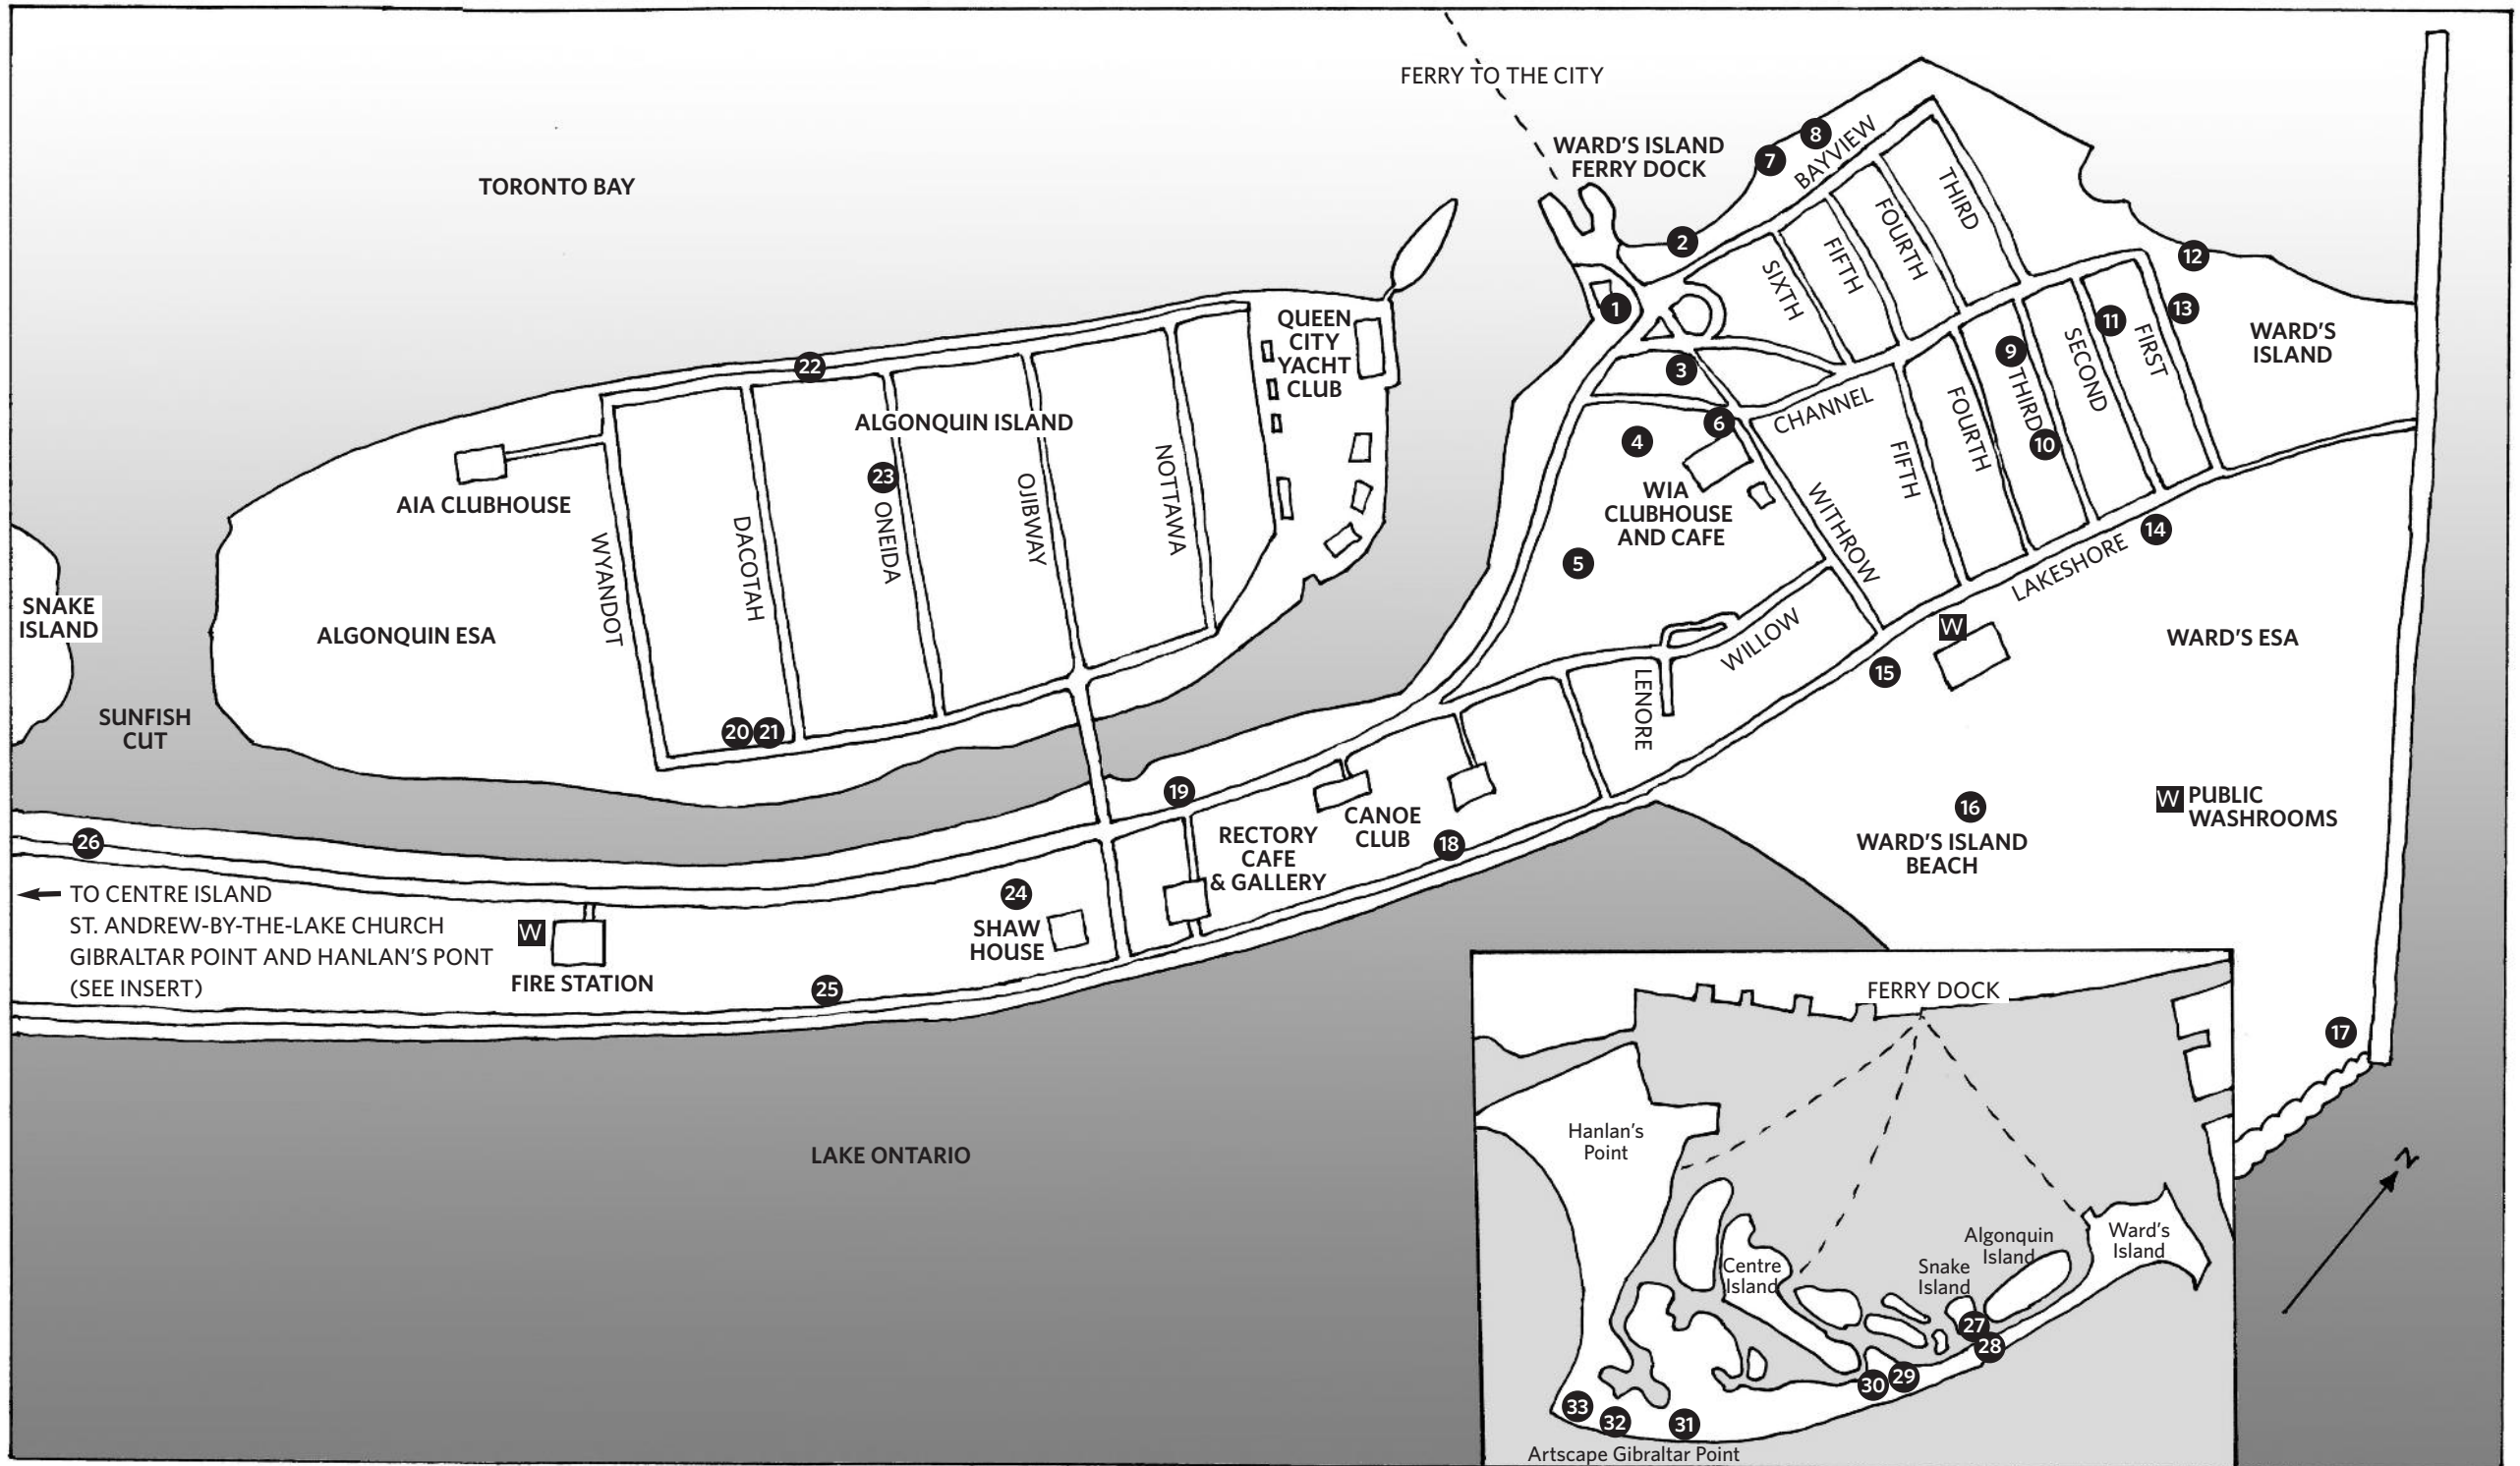 FERRY TO THE CITY
WARD'S ISLAND
FERRY DOCK
TORONTO BAY
8
7
BAYVIEW
2
THIRD
FOURTH
FIFTH
SIXTH
12
1
13
11
WARD'S
ISLAND
QUEEN
CITY
YACHT
CLUB
22
3
9
FIRST
SECOND
THIRD
ALGONQUIN ISLAND
CHANNEL
6
4
10
FOURTH
FIFTH
NOTTAWA
23
OJIBWAY
ONEIDA
DACOTAH
WYANDOT
AIA CLUBHOUSE
WIA
CLUBHOUSE
AND CAFE
WITHROW
14
LAKESHORE
5
SNAKE
ISLAND
ALGONQUIN ESA
W
WARD'S ESA
WILLOW
15
LENORE
SUNFISH
CUT
20
21
19
16
W PUBLIC
WASHROOMS
WARD'S ISLAND
BEACH
CANOE
CLUB
18
RECTORY
CAFE
& GALLERY
26
24
TO CENTRE ISLAND
ST. ANDREW-BY-THE-LAKE CHURCH
GIBRALTAR POINT AND HANLAN'S PONT
(SEE INSERT)
W
FIRE STATION
SHAW
HOUSE
25
17
LAKE ONTARIO
N
FERRY DOCK
Hanlan's
Point
Centre
Island
Snake
Island
Algonquin
Island
Ward's
Island
27
28
29
30
31
32
33
Artscape Gibraltar Point